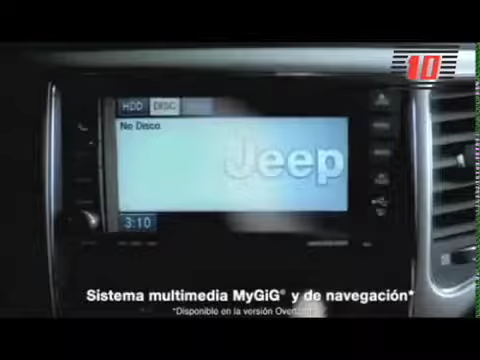 10
HDD DISC
No Disco
Jeep
3:10
Sistema multimedia MyGiG® y de navegación*
*Disponible en la versión Overland